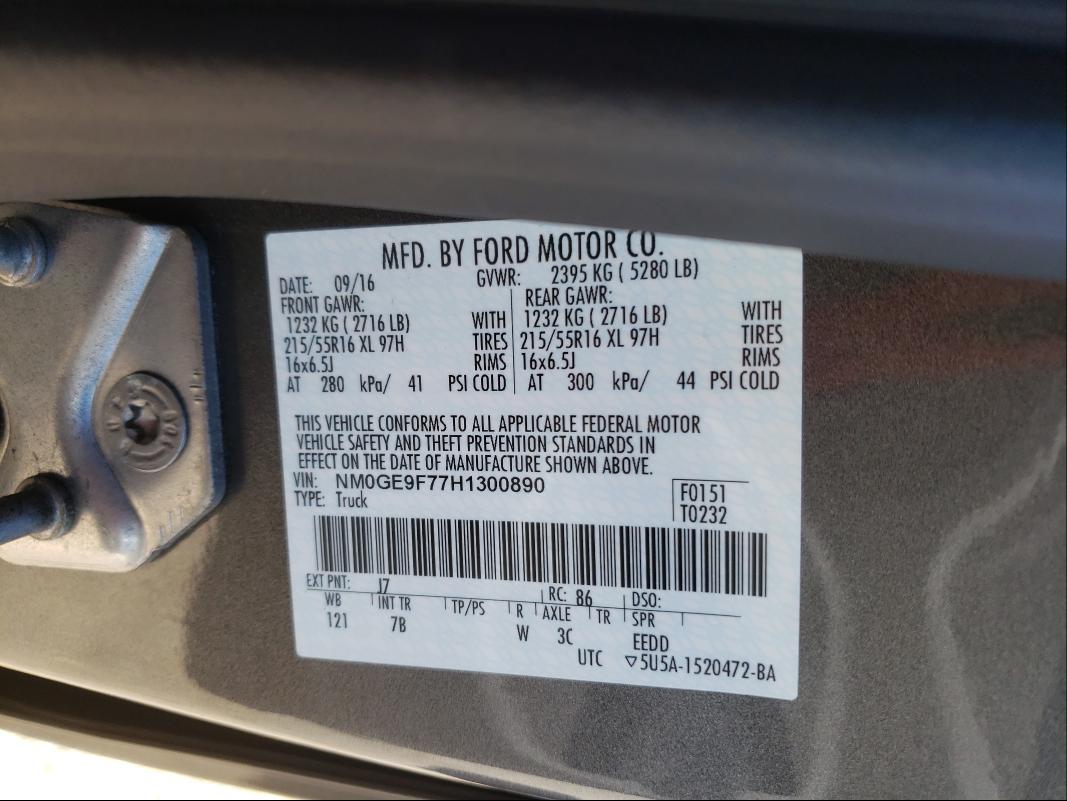 MFD. BY FORD MOTOR CO.
DATE: 09/16 GVWR: 2395 KG ( 5280 LB)
FRONT GAWR: REAR GAWR:
1232 KG ( 2716 LB) WITH 1232 KG ( 2716 LB) WITH
215/55R16 XL 97H TIRES 215/55R16 XL 97H TIRES
16x6.5J RIMS 16x6.5J RIMS
AT 280 kPa/ 41 PSI COLD AT 300 kPa/ 44 PSI COLD
THIS VEHICLE CONFORMS TO ALL APPLICABLE FEDERAL MOTOR
VEHICLE SAFETY AND THEFT PREVENTION STANDARDS IN
EFFECT ON THE DATE OF MANUFACTURE SHOWN ABOVE.
VIN: NM0GE9F77H1300890
TYPE: Truck
F0151
T0232
EXT PNT: J7 RC: 86 DSO:
WB INT TR TP/PS R AXLE TR SPR
121 7B W 3C EEDD
UTC ▽5U5A-1520472-BA